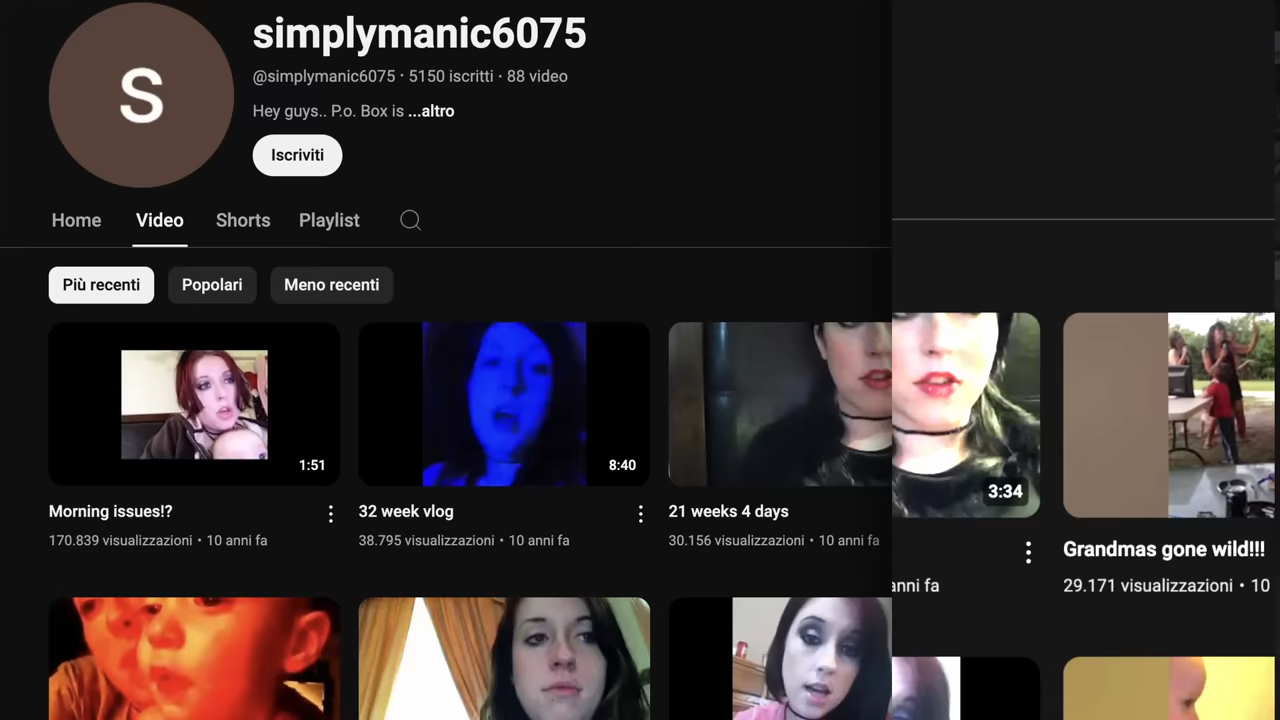 S
simplymanic6075
@simplymanic6075 · 5150 iscritti · 88 video
Hey guys.. P.o. Box is ...altro
Iscriviti
Home Video Shorts Playlist
Più recenti Popolari Meno recenti
1:51 8:40 3:34
Morning issues!? 32 week vlog 21 weeks 4 days
170.839 visualizzazioni • 10 anni fa 38.795 visualizzazioni • 10 anni fa 30.156 visualizzazioni • 10 anni fa
Grandmas gone wild!!!
anni fa 29.171 visualizzazioni • 10